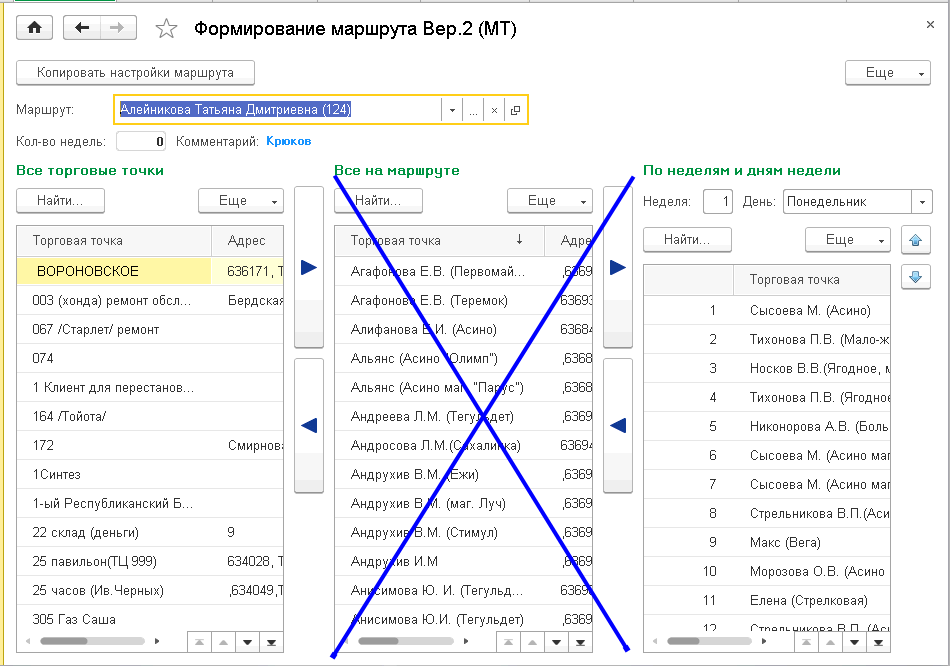 Формирование маршрута Вер.2 (МТ)
Копировать настройки маршрута
Еще
Маршрут: Алейникова Татьяна Дмитриевна (124)
Кол-во недель: 0 Комментарий: Крюков
Все торговые точки
Найти... Еще
Торговая точка Адрес
ВОРОНОВСКОЕ 636171, Т
003 (хонда) ремонт обсл... Бердская
067 /Старлет/ ремонт
074
1 Клиент для перестанов...
164 /Тойота/
172 Смирнова
1Синтез
1-ый Республиканский Б...
22 склад (деньги) 9
25 павильон(ТЦ 999) 634028, Т
25 часов (Ив.Черных) ,634049,
305 Газ Саша
Все на маршруте
Найти... Еще
Торговая точка Адре
Агафонова Е.В. (Первомай... ,6369
Агафонова Е.В. (Теремок) 63693
Алифанова Е.И. (Асино) 63684
Альянс (Асино "Олимп") ,6368
Альянс (Асино маг. "Парус") ,6368
Андреева Л.М. (Тегульдет) ,6369
Андросова Л.М.(Сахалинка) 63694
Андрухив В.М. (Ежи) ,6369
Андрухив В.М. (маг. Луч) ,6369
Андрухив В.М. (Стимул) ,6369
Андрухив И.М ,6369
Анисимова Ю. И. (Тегульд...
Анисимова Ю.И. (Тегульдет) ,6369
По неделям и дням недели
Неделя: 1 День: Понедельник
Найти... Еще
Торговая точка
1 Сысоева М. (Асино)
2 Тихонова П.В. (Мало-ж
3 Носков В.В.(Ягодное, м
4 Тихонова П.В. (Ягодное
5 Никонорова А.В. (Боль
6 Сысоева М. (Асино маг
7 Сысоева М. (Асино маг
8 Стрельникова В.П.(Аси
9 Макс (Вега)
10 Морозова О.В. (Асино
11 Елена (Стрелковая)
12 Стрельникова В.П. (Аси